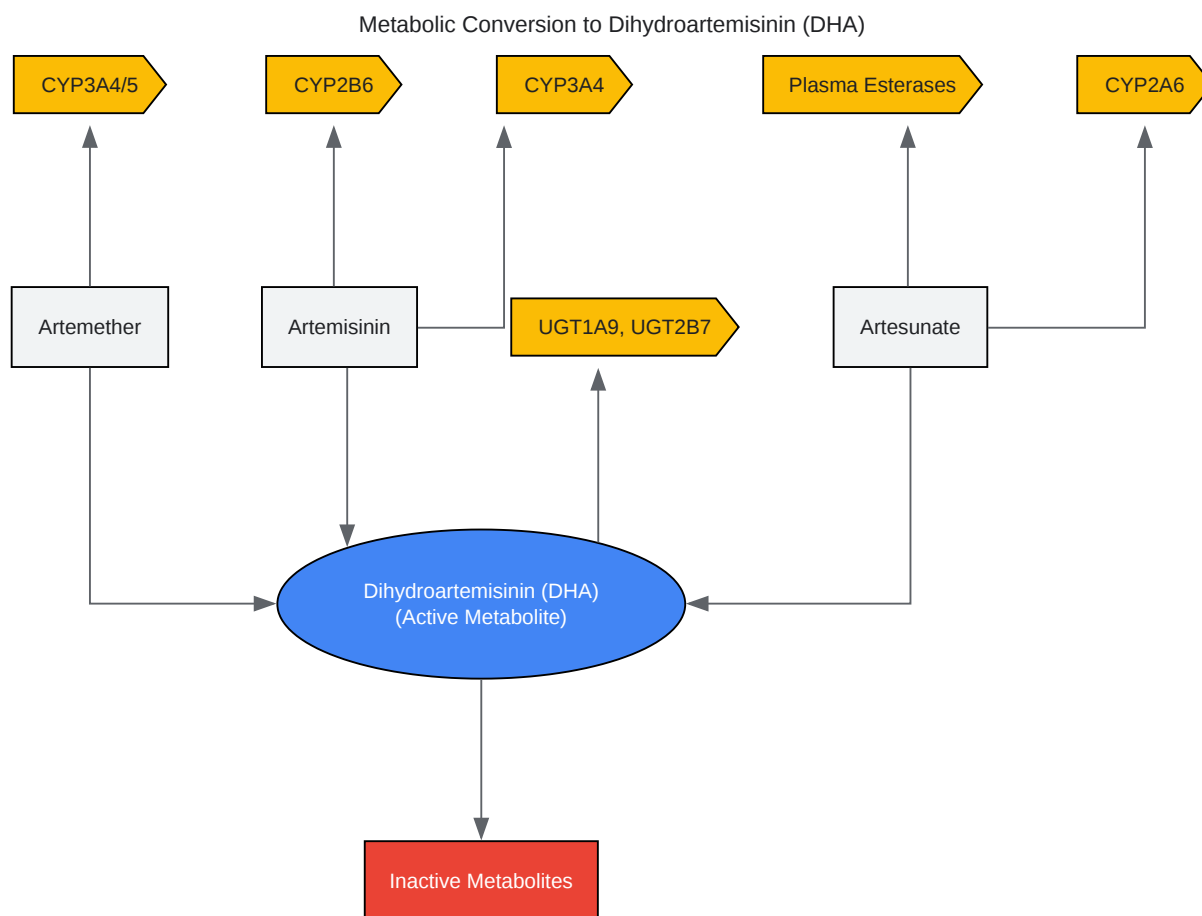 Metabolic Conversion to Dihydroartemisinin (DHA)
CYP3A4/5
CYP2B6
CYP3A4
Plasma Esterases
CYP2A6
Artemether
Artemisinin
UGT1A9, UGT2B7
Artesunate
Dihydroartemisinin (DHA)
(Active Metabolite)
Inactive Metabolites